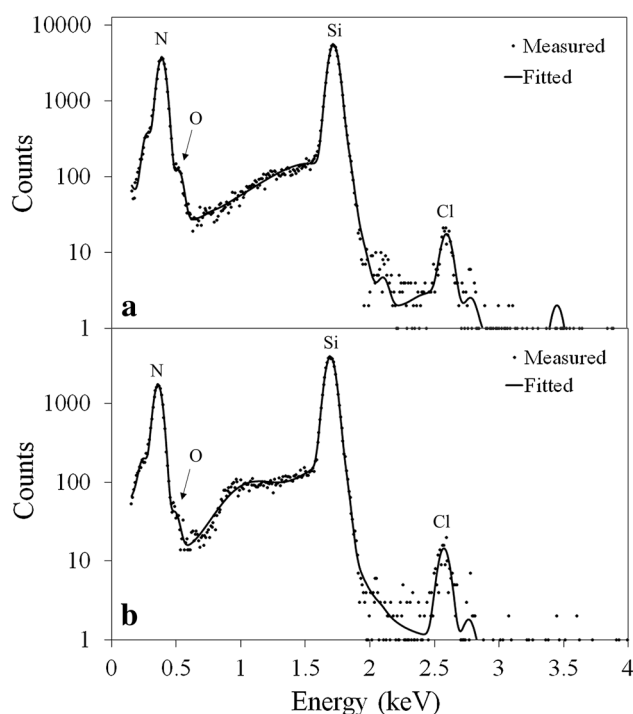 10000
1000
100
10
1
Counts
N
O
Si
Cl
Measured
Fitted
a
1000
100
10
1
Counts
N
O
Si
Cl
Measured
Fitted
b
0 0.5 1 1.5 2 2.5 3 3.5 4
Energy (keV)